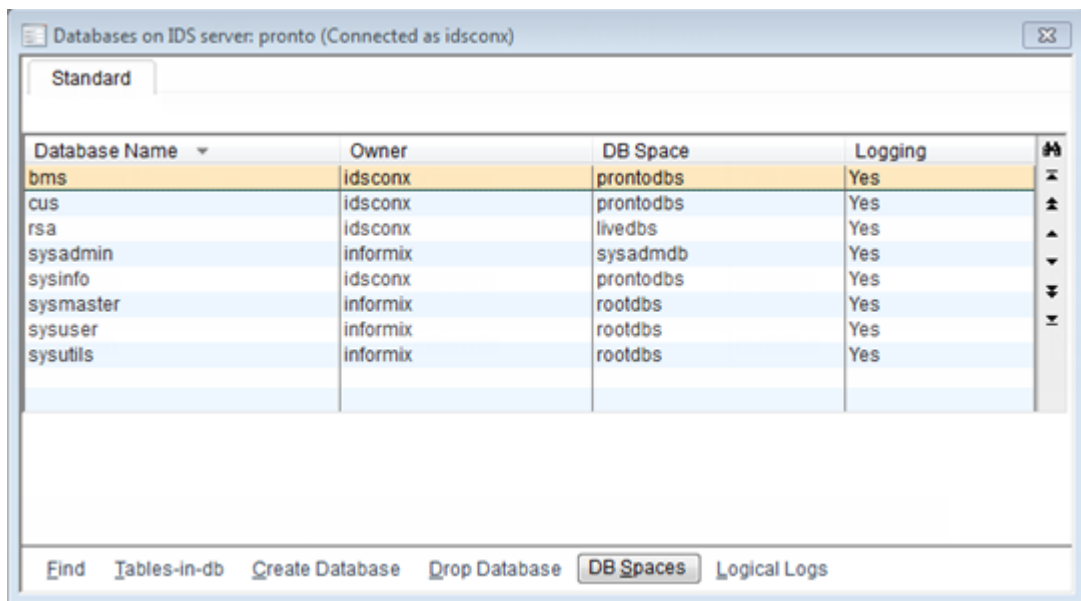 Databases on IDS server: pronto (Connected as idsconx)
Standard
Database Name Owner DB Space Logging
bms idsconx prontodbs Yes
cus idsconx prontodbs Yes
rsa idsconx livedbs Yes
sysadmin informix sysadmdb Yes
sysinfo idsconx prontodbs Yes
sysmaster informix rootdbs Yes
sysuser informix rootdbs Yes
sysutils informix rootdbs Yes
Find Tables-in-db Create Database Drop Database DB Spaces Logical Logs